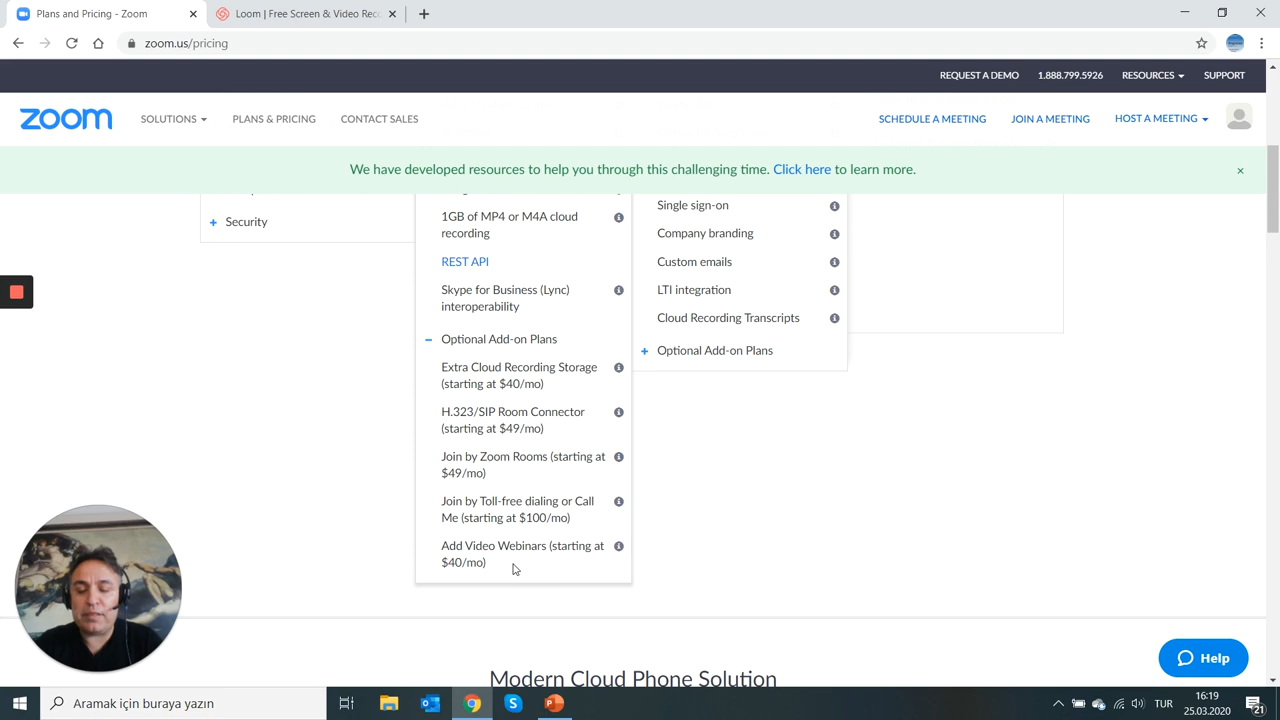 Plans and Pricing - Zoom
Loom | Free Screen & Video Rec
zoom.us/pricing
REQUEST A DEMO
1.888.799.5926
RESOURCES
SUPPORT
zoom
SOLUTIONS
PLANS & PRICING
CONTACT SALES
SCHEDULE A MEETING
JOIN A MEETING
HOST A MEETING
We have developed resources to help you through this challenging time. Click here to learn more.
+ Security
1GB of MP4 or M4A cloud
recording
REST API
Skype for Business (Lync)
interoperability
− Optional Add-on Plans
Extra Cloud Recording Storage
(starting at $40/mo)
H.323/SIP Room Connector
(starting at $49/mo)
Join by Zoom Rooms (starting at
$49/mo)
Join by Toll-free dialing or Call
Me (starting at $100/mo)
Add Video Webinars (starting at
$40/mo)
Single sign-on
Company branding
Custom emails
LTI integration
Cloud Recording Transcripts
+ Optional Add-on Plans
Modern Cloud Phone Solution
Help
Aramak için buraya yazın
TUR
16:19
25.03.2020
21